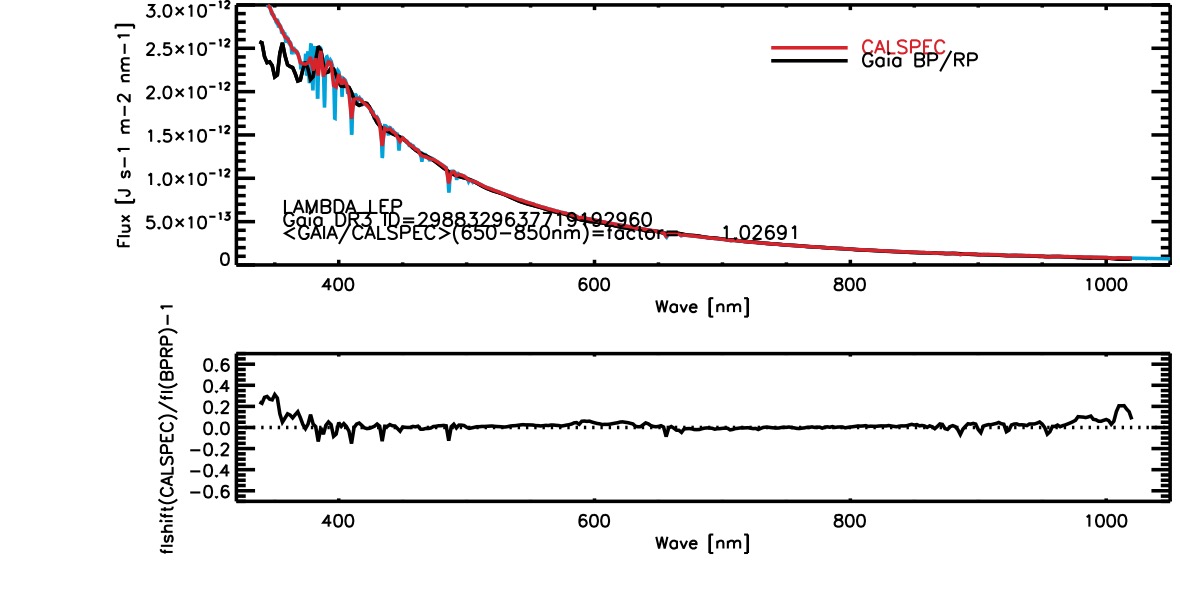 3.0×10−12
2.5×10−12
2.0×10−12
1.5×10−12
1.0×10−12
5.0×10−13
0
Flux [J s−1 m−2 nm−1]
CALSPEC
Gaia BP/RP
LAMBDA_LEP
Gaia DR3 ID=2988329637719192960
<GAIA/CALSPEC>(650−850nm)=factor= 1.02691
400 600 800 1000
Wave [nm]
flshift(CALSPEC)/fl(BPRP)−1
0.6
0.4
0.2
0.0
−0.2
−0.4
−0.6
400 600 800 1000
Wave [nm]